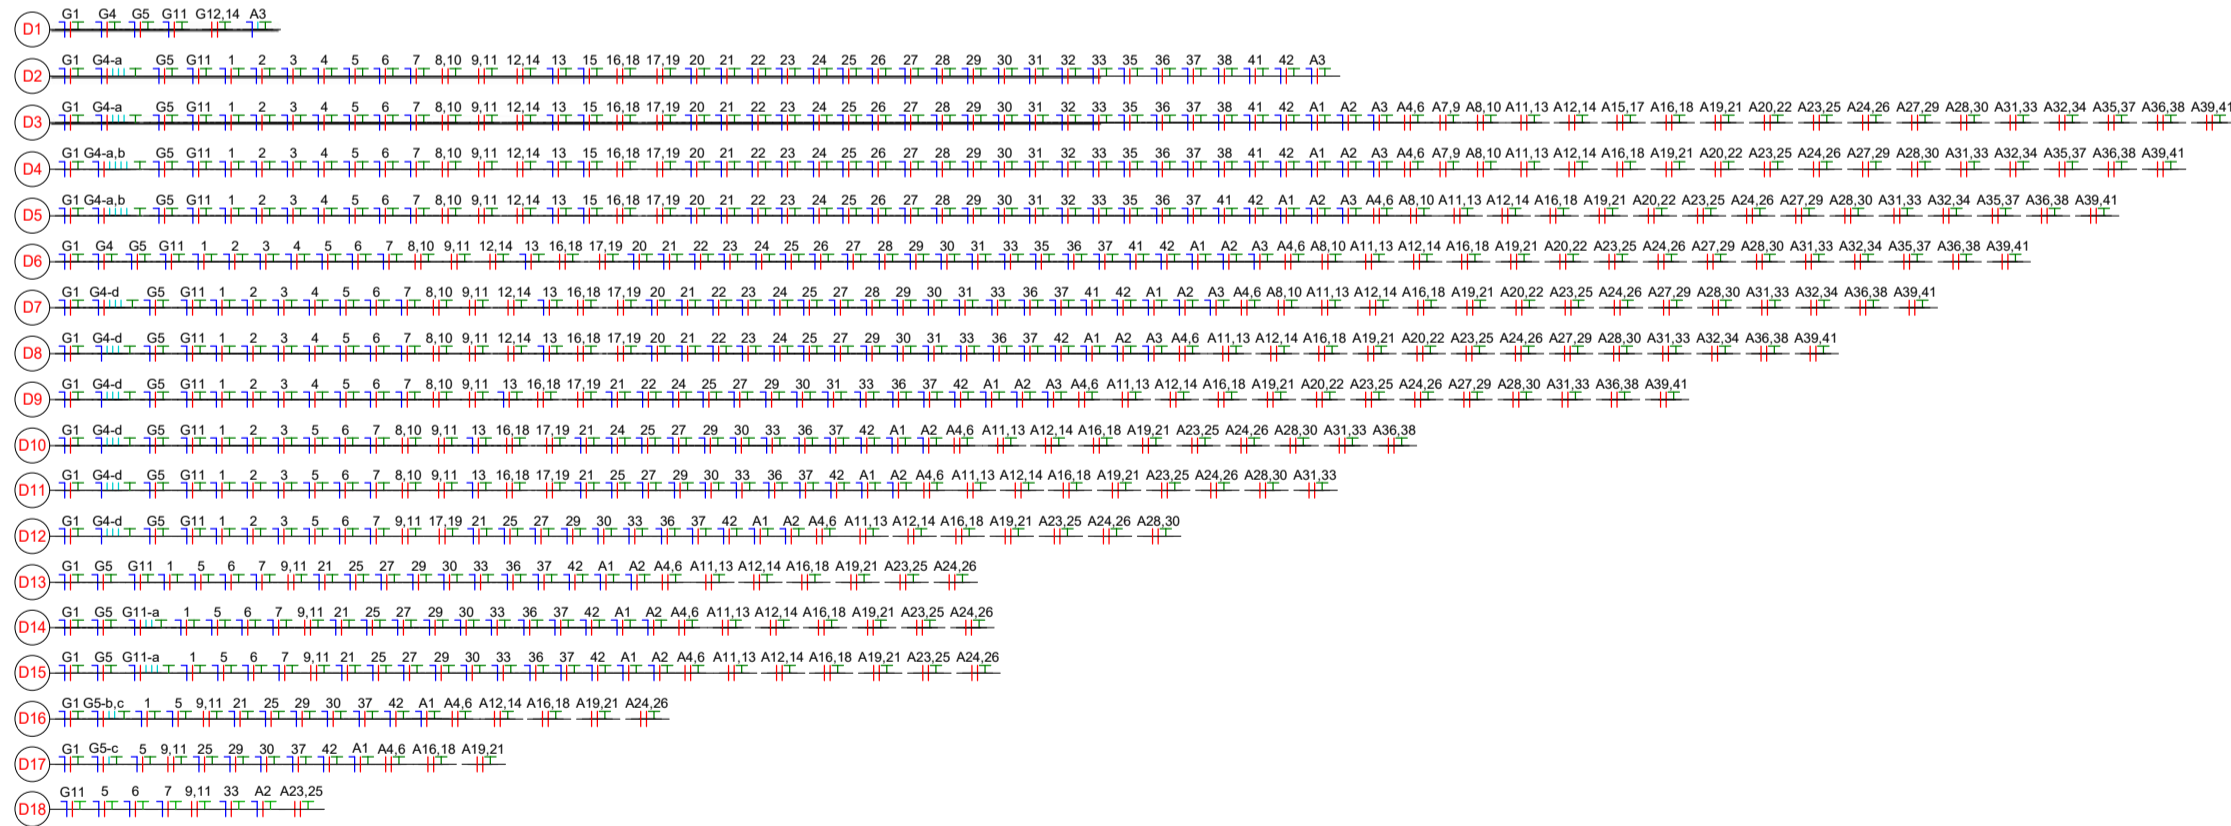 D1 G1 G4 G5 G11 G12,14 A3
D2 G1 G4-a G5 G11 1 2 3 4 5 6 7 8,10 9,11 12,14 13 15 16,18 17,19 20 21 22 23 24 25 26 27 28 29 30 31 32 33 35 36 37 38 41 42 A3
D3 G1 G4-a G5 G11 1 2 3 4 5 6 7 8,10 9,11 12,14 13 15 16,18 17,19 20 21 22 23 24 25 26 27 28 29 30 31 32 33 35 36 37 38 41 42 A1 A2 A3 A4,6 A7,9 A8,10 A11,13 A12,14 A15,17 A16,18 A19,21 A20,22 A23,25 A24,26 A27,29 A28,30 A31,33 A32,34 A35,37 A36,38 A39,41
D4 G1 G4-a,b G5 G11 1 2 3 4 5 6 7 8,10 9,11 12,14 13 15 16,18 17,19 20 21 22 23 24 25 26 27 28 29 30 31 32 33 35 36 37 38 41 42 A1 A2 A3 A4,6 A7,9 A8,10 A11,13 A12,14 A16,18 A19,21 A20,22 A23,25 A24,26 A27,29 A28,30 A31,33 A32,34 A35,37 A36,38 A39,41
D5 G1 G4-a,b G5 G11 1 2 3 4 5 6 7 8,10 9,11 12,14 13 15 16,18 17,19 20 21 22 23 24 25 26 27 28 29 30 31 32 33 35 36 37 41 42 A1 A2 A3 A4,6 A8,10 A11,13 A12,14 A16,18 A19,21 A20,22 A23,25 A24,26 A27,29 A28,30 A31,33 A32,34 A35,37 A36,38 A39,41
D6 G1 G4 G5 G11 1 2 3 4 5 6 7 8,10 9,11 12,14 13 16,18 17,19 20 21 22 23 24 25 26 27 28 29 30 31 33 35 36 37 41 42 A1 A2 A3 A4,6 A8,10 A11,13 A12,14 A16,18 A19,21 A20,22 A23,25 A24,26 A27,29 A28,30 A31,33 A32,34 A35,37 A36,38 A39,41
D7 G1 G4-d G5 G11 1 2 3 4 5 6 7 8,10 9,11 12,14 13 16,18 17,19 20 21 22 23 24 25 27 28 29 30 31 33 36 37 41 42 A1 A2 A3 A4,6 A8,10 A11,13 A12,14 A16,18 A19,21 A20,22 A23,25 A24,26 A27,29 A28,30 A31,33 A32,34 A36,38 A39,41
D8 G1 G4-d G5 G11 1 2 3 4 5 6 7 8,10 9,11 12,14 13 16,18 17,19 20 21 22 23 24 25 27 29 30 31 33 36 37 42 A1 A2 A3 A4,6 A11,13 A12,14 A16,18 A19,21 A20,22 A23,25 A24,26 A27,29 A28,30 A31,33 A32,34 A36,38 A39,41
D9 G1 G4-d G5 G11 1 2 3 4 5 6 7 8,10 9,11 13 16,18 17,19 21 22 24 25 27 29 30 31 33 36 37 42 A1 A2 A3 A4,6 A11,13 A12,14 A16,18 A19,21 A20,22 A23,25 A24,26 A27,29 A28,30 A31,33 A36,38 A39,41
D10 G1 G4-d G5 G11 1 2 3 5 6 7 8,10 9,11 13 16,18 17,19 21 24 25 27 29 30 33 36 37 42 A1 A2 A4,6 A11,13 A12,14 A16,18 A19,21 A23,25 A24,26 A28,30 A31,33 A36,38
D11 G1 G4-d G5 G11 1 2 3 5 6 7 8,10 9,11 13 16,18 17,19 21 25 27 29 30 33 36 37 42 A1 A2 A4,6 A11,13 A12,14 A16,18 A19,21 A23,25 A24,26 A28,30 A31,33
D12 G1 G4-d G5 G11 1 2 3 5 6 7 9,11 17,19 21 25 27 29 30 33 36 37 42 A1 A2 A4,6 A11,13 A12,14 A16,18 A19,21 A23,25 A24,26 A28,30
D13 G1 G5 G11 1 5 6 7 9,11 21 25 27 29 30 33 36 37 42 A1 A2 A4,6 A11,13 A12,14 A16,18 A19,21 A23,25 A24,26
D14 G1 G5 G11-a 1 5 6 7 9,11 21 25 27 29 30 33 36 37 42 A1 A2 A4,6 A11,13 A12,14 A16,18 A19,21 A23,25 A24,26
D15 G1 G5 G11-a 1 5 6 7 9,11 21 25 27 29 30 33 36 37 42 A1 A2 A4,6 A11,13 A12,14 A16,18 A19,21 A23,25 A24,26
D16 G1 G5-b,c 1 5 9,11 21 25 29 30 37 42 A1 A4,6 A12,14 A16,18 A19,21 A24,26
D17 G1 G5-c 5 9,11 25 29 30 37 42 A1 A4,6 A16,18 A19,21
D18 G11 5 6 7 9,11 33 A2 A23,25